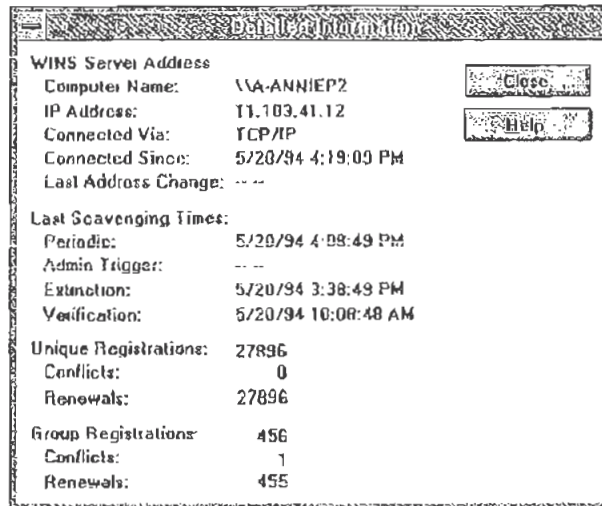 Detailed Information
WINS Server Address
Computer Name: \\A-ANNIEP2
Close
IP Address: 11.103.41.12
Help
Connected Via: TCP/IP
Connected Since: 5/20/94 4:19:09 PM
Last Address Change: -- --
Last Scavenging Times:
Periodic: 5/20/94 4:08:49 PM
Admin Trigger: -- --
Extinction: 5/20/94 3:38:49 PM
Verification: 5/20/94 10:08:48 AM
Unique Registrations: 27896
Conflicts: 0
Renewals: 27896
Group Registrations 456
Conflicts: 1
Renewals: 455